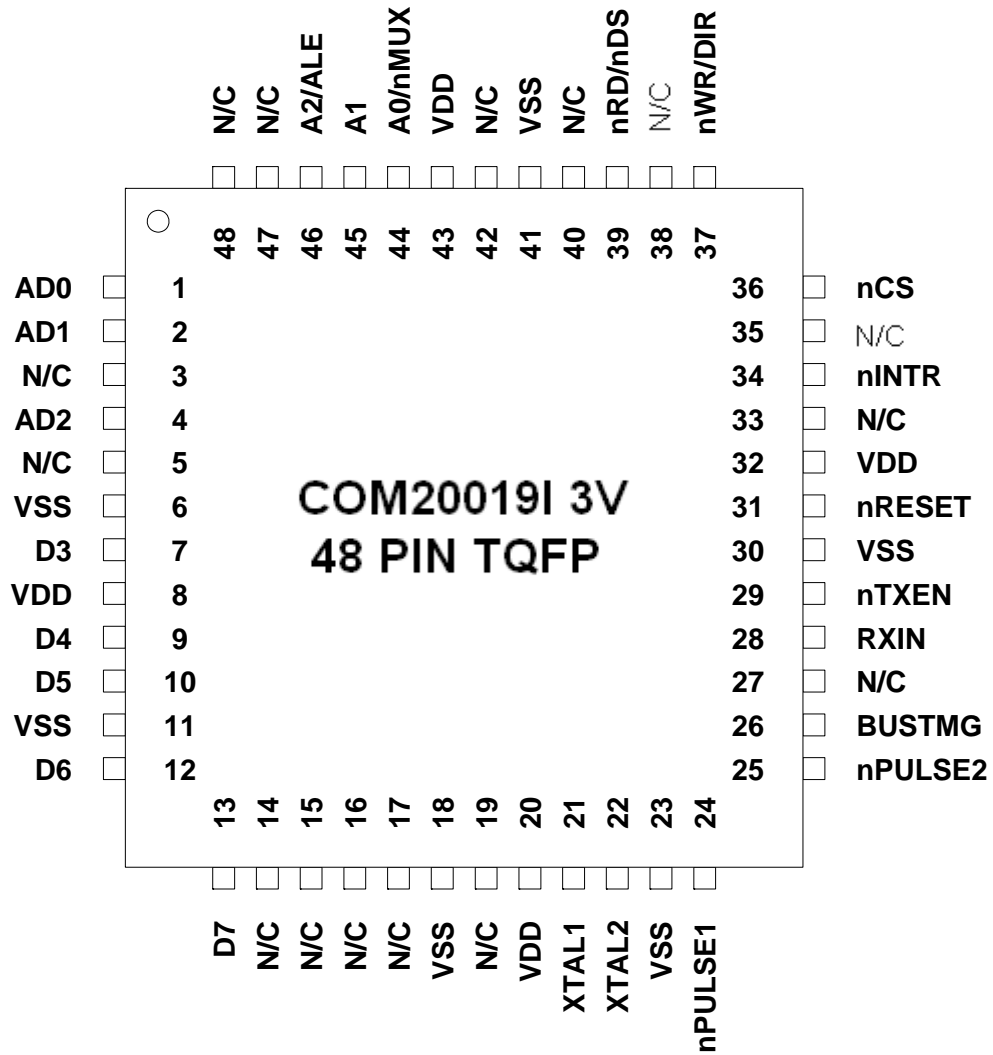 N/C
N/C
A2/ALE
A1
A0/nMUX
VDD
N/C
VSS
N/C
nRD/nDS
N/C
nWR/DIR
48
47
46
45
44
43
42
41
40
39
38
37
AD0 1
AD1 2
N/C 3
AD2 4
N/C 5
VSS 6
D3 7
VDD 8
D4 9
D5 10
VSS 11
D6 12
COM20019I 3V
48 PIN TQFP
36 nCS
35 N/C
34 nINTR
33 N/C
32 VDD
31 nRESET
30 VSS
29 nTXEN
28 RXIN
27 N/C
26 BUSTMG
25 nPULSE2
13
14
15
16
17
18
19
20
21
22
23
24
D7
N/C
N/C
N/C
N/C
VSS
N/C
VDD
XTAL1
XTAL2
VSS
nPULSE1